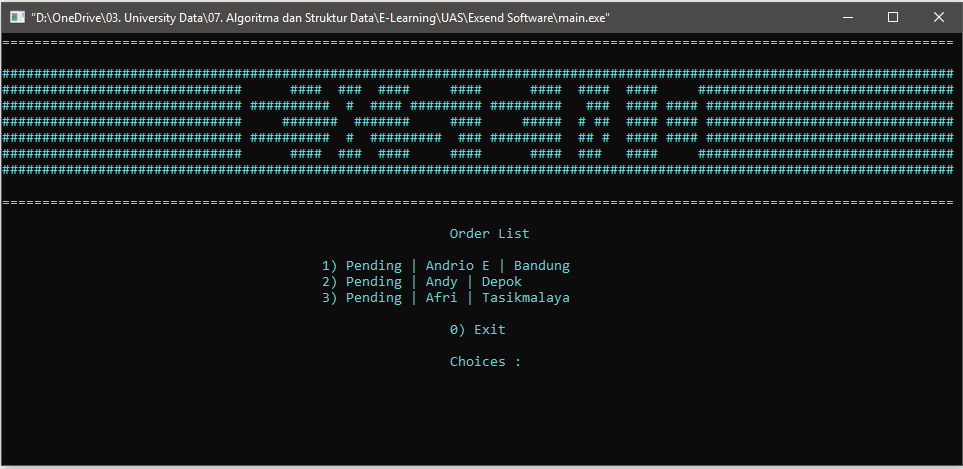 "D:\OneDrive\03. University Data\07. Algoritma dan Struktur Data\E-Learning\UAS\Exsend Software\main.exe"
EXSEND
Order List
1) Pending | Andrio E | Bandung
2) Pending | Andy | Depok
3) Pending | Afri | Tasikmalaya
0) Exit
Choices :